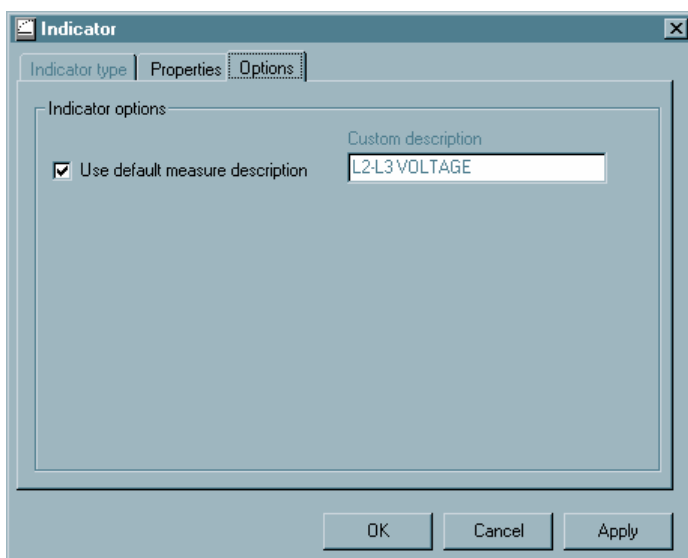 Indicator
Indicator type Properties Options
Indicator options
Custom description
Use default measure description L2-L3 VOLTAGE
OK Cancel Apply